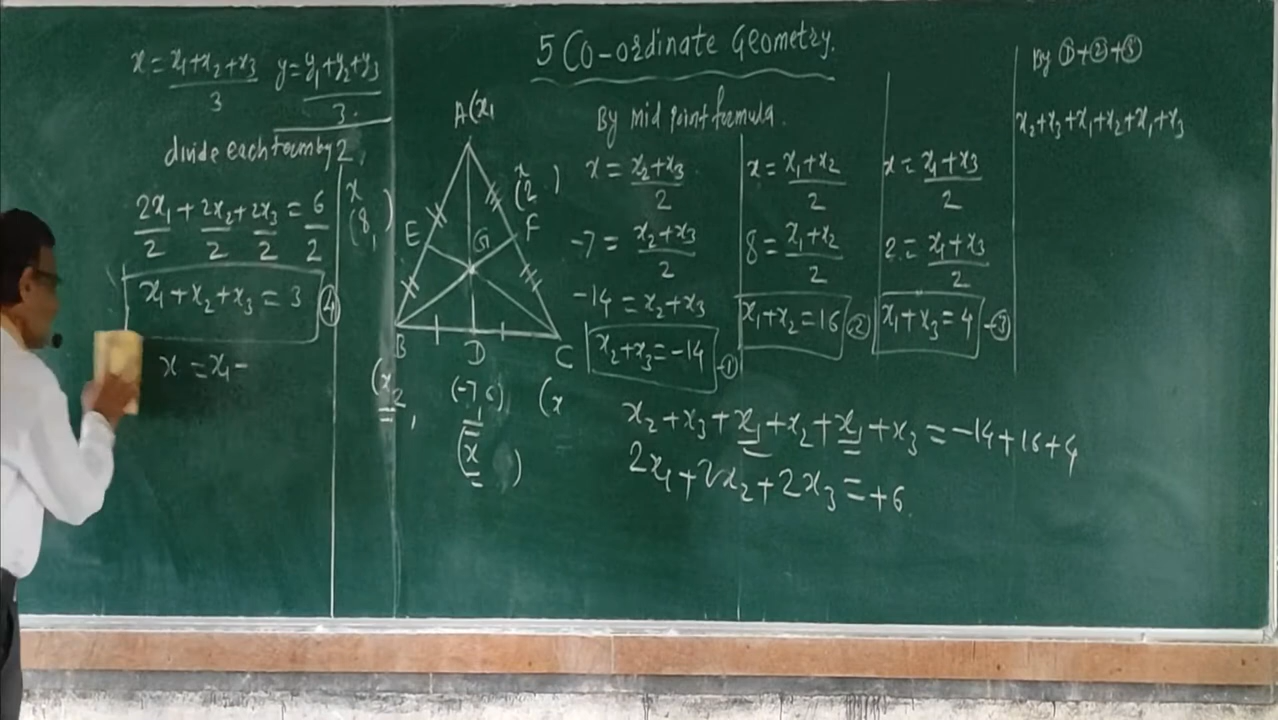 5 Co-ordinate Geometry.
x = x₁+x₂+x₃/3 y = y₁+y₂+y₃/3.
divide each term by 2,
2x₁/2 + 2x₂/2 + 2x₃/2 = 6/2
x₁+x₂+x₃ = 3 ④
x = x₁-
A(x₁
x
(2 )
x
(8, )
E
F
G
B
D
C
(x₂ ,
(-7 6)
(x
(x )
By mid point formula.
x = x₂+x₃/2
-7 = x₂+x₃/2
-14 = x₂+x₃
x₂+x₃=-14 -①
x = x₁+x₂/2
8 = x₁+x₂/2
x₁+x₂=16 -②
x = x₁+x₃/2
2 = x₁+x₃/2
x₁+x₃=4 -③
By ①+②+③
x₂+x₃+x₁+x₂+x₁+x₃
x₂+x₃+x₁+x₂+x₁+x₃ = -14+16+4
2x₁+2x₂+2x₃ = +6.